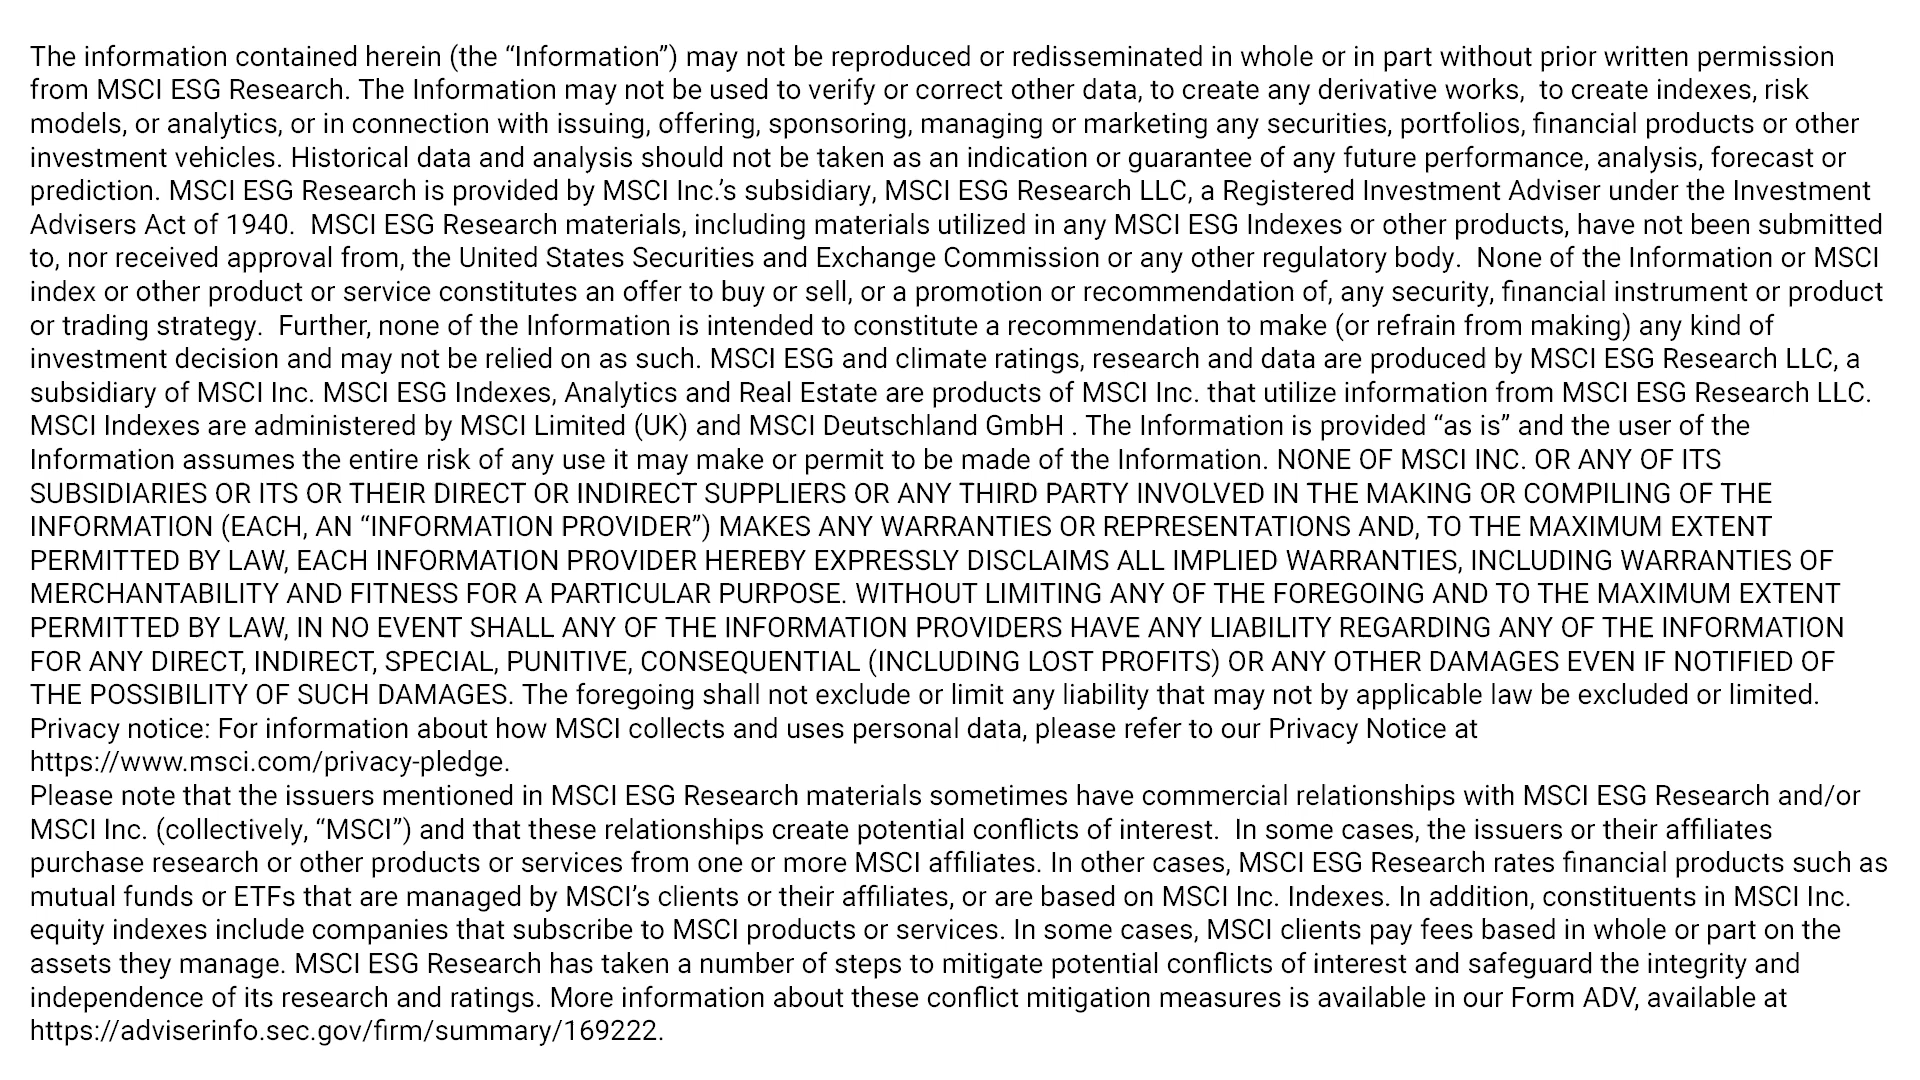 The information contained herein (the “Information”) may not be reproduced or redisseminated in whole or in part without prior written permission
from MSCI ESG Research. The Information may not be used to verify or correct other data, to create any derivative works,  to create indexes, risk
models, or analytics, or in connection with issuing, offering, sponsoring, managing or marketing any securities, portfolios, financial products or other
investment vehicles. Historical data and analysis should not be taken as an indication or guarantee of any future performance, analysis, forecast or
prediction. MSCI ESG Research is provided by MSCI Inc.’s subsidiary, MSCI ESG Research LLC, a Registered Investment Adviser under the Investment
Advisers Act of 1940.  MSCI ESG Research materials, including materials utilized in any MSCI ESG Indexes or other products, have not been submitted
to, nor received approval from, the United States Securities and Exchange Commission or any other regulatory body.  None of the Information or MSCI
index or other product or service constitutes an offer to buy or sell, or a promotion or recommendation of, any security, financial instrument or product
or trading strategy.  Further, none of the Information is intended to constitute a recommendation to make (or refrain from making) any kind of
investment decision and may not be relied on as such. MSCI ESG and climate ratings, research and data are produced by MSCI ESG Research LLC, a
subsidiary of MSCI Inc. MSCI ESG Indexes, Analytics and Real Estate are products of MSCI Inc. that utilize information from MSCI ESG Research LLC.
MSCI Indexes are administered by MSCI Limited (UK) and MSCI Deutschland GmbH . The Information is provided “as is” and the user of the
Information assumes the entire risk of any use it may make or permit to be made of the Information. NONE OF MSCI INC. OR ANY OF ITS
SUBSIDIARIES OR ITS OR THEIR DIRECT OR INDIRECT SUPPLIERS OR ANY THIRD PARTY INVOLVED IN THE MAKING OR COMPILING OF THE
INFORMATION (EACH, AN “INFORMATION PROVIDER”) MAKES ANY WARRANTIES OR REPRESENTATIONS AND, TO THE MAXIMUM EXTENT
PERMITTED BY LAW, EACH INFORMATION PROVIDER HEREBY EXPRESSLY DISCLAIMS ALL IMPLIED WARRANTIES, INCLUDING WARRANTIES OF
MERCHANTABILITY AND FITNESS FOR A PARTICULAR PURPOSE. WITHOUT LIMITING ANY OF THE FOREGOING AND TO THE MAXIMUM EXTENT
PERMITTED BY LAW, IN NO EVENT SHALL ANY OF THE INFORMATION PROVIDERS HAVE ANY LIABILITY REGARDING ANY OF THE INFORMATION
FOR ANY DIRECT, INDIRECT, SPECIAL, PUNITIVE, CONSEQUENTIAL (INCLUDING LOST PROFITS) OR ANY OTHER DAMAGES EVEN IF NOTIFIED OF
THE POSSIBILITY OF SUCH DAMAGES. The foregoing shall not exclude or limit any liability that may not by applicable law be excluded or limited.
Privacy notice: For information about how MSCI collects and uses personal data, please refer to our Privacy Notice at
https://www.msci.com/privacy-pledge.
Please note that the issuers mentioned in MSCI ESG Research materials sometimes have commercial relationships with MSCI ESG Research and/or
MSCI Inc. (collectively, “MSCI”) and that these relationships create potential conflicts of interest.  In some cases, the issuers or their affiliates
purchase research or other products or services from one or more MSCI affiliates. In other cases, MSCI ESG Research rates financial products such as
mutual funds or ETFs that are managed by MSCI’s clients or their affiliates, or are based on MSCI Inc. Indexes. In addition, constituents in MSCI Inc.
equity indexes include companies that subscribe to MSCI products or services. In some cases, MSCI clients pay fees based in whole or part on the
assets they manage. MSCI ESG Research has taken a number of steps to mitigate potential conflicts of interest and safeguard the integrity and
independence of its research and ratings. More information about these conflict mitigation measures is available in our Form ADV, available at
https://adviserinfo.sec.gov/firm/summary/169222.